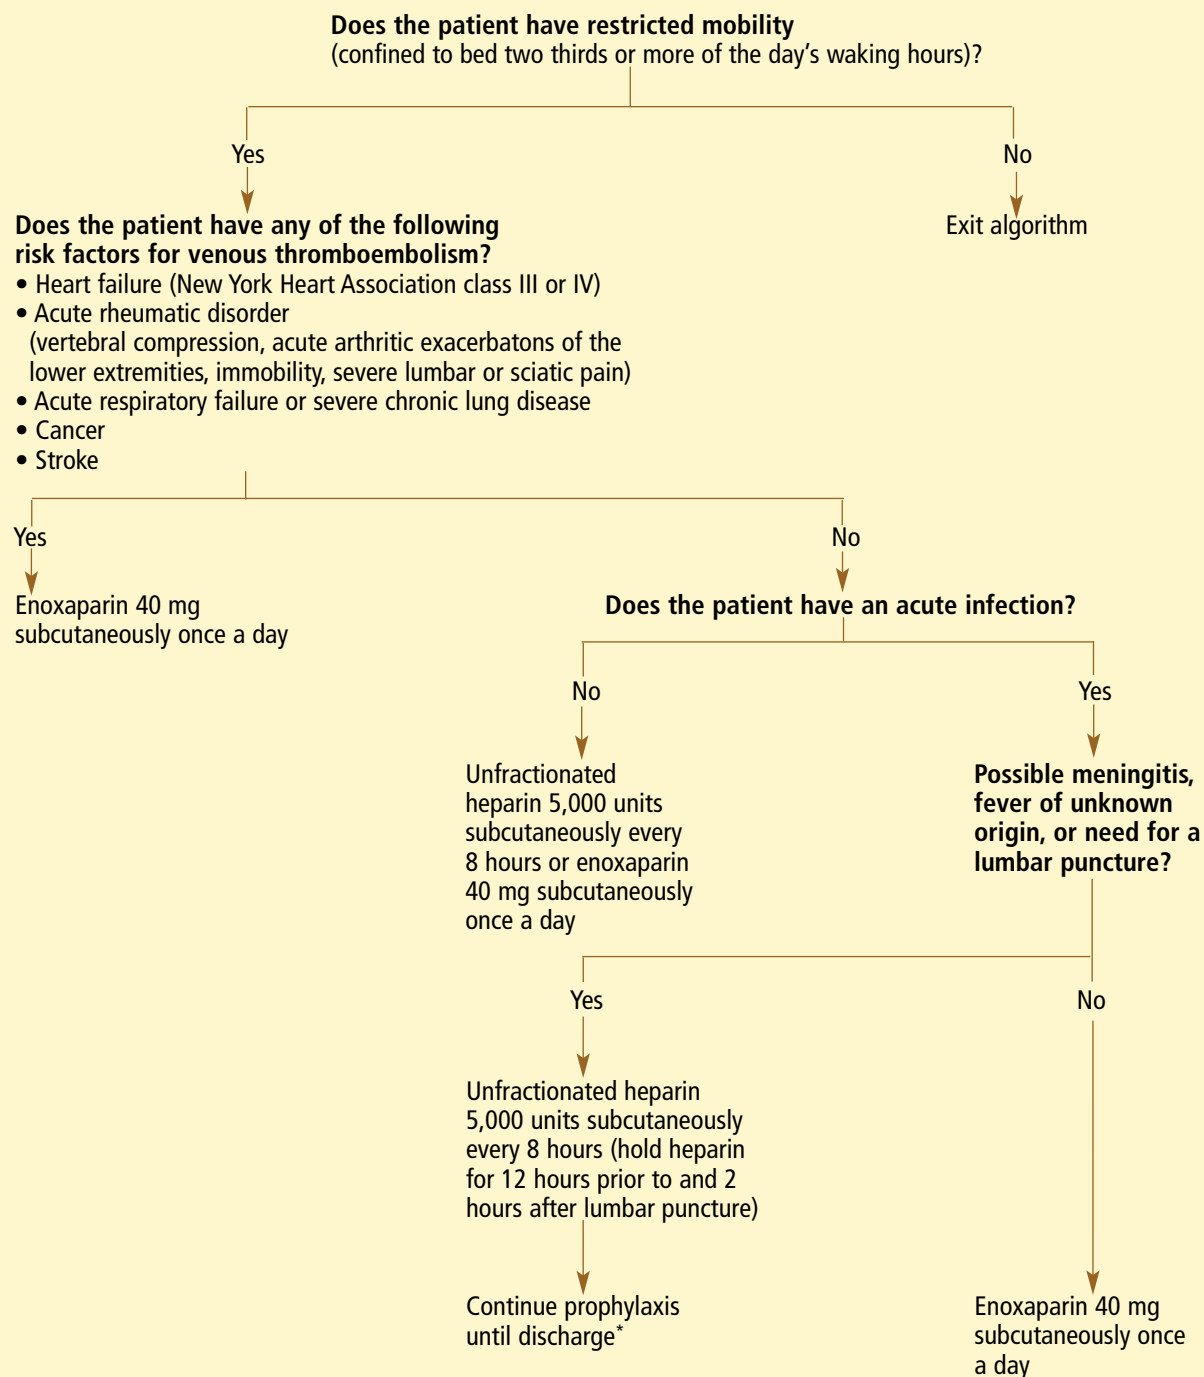 Does the patient have restricted mobility
(confined to bed two thirds or more of the day's waking hours)?
Yes
No
Does the patient have any of the following
risk factors for venous thromboembolism?
• Heart failure (New York Heart Association class III or IV)
• Acute rheumatic disorder
(vertebral compression, acute arthritic exacerbatons of the
lower extremities, immobility, severe lumbar or sciatic pain)
• Acute respiratory failure or severe chronic lung disease
• Cancer
• Stroke
Exit algorithm
Yes
No
Enoxaparin 40 mg
subcutaneously once a day
Does the patient have an acute infection?
No
Yes
Unfractionated
heparin 5,000 units
subcutaneously every
8 hours or enoxaparin
40 mg subcutaneously
once a day
Possible meningitis,
fever of unknown
origin, or need for a
lumbar puncture?
Yes
No
Unfractionated heparin
5,000 units subcutaneously
every 8 hours (hold heparin
for 12 hours prior to and 2
hours after lumbar puncture)
Continue prophylaxis
until discharge*
Enoxaparin 40 mg
subcutaneously once
a day